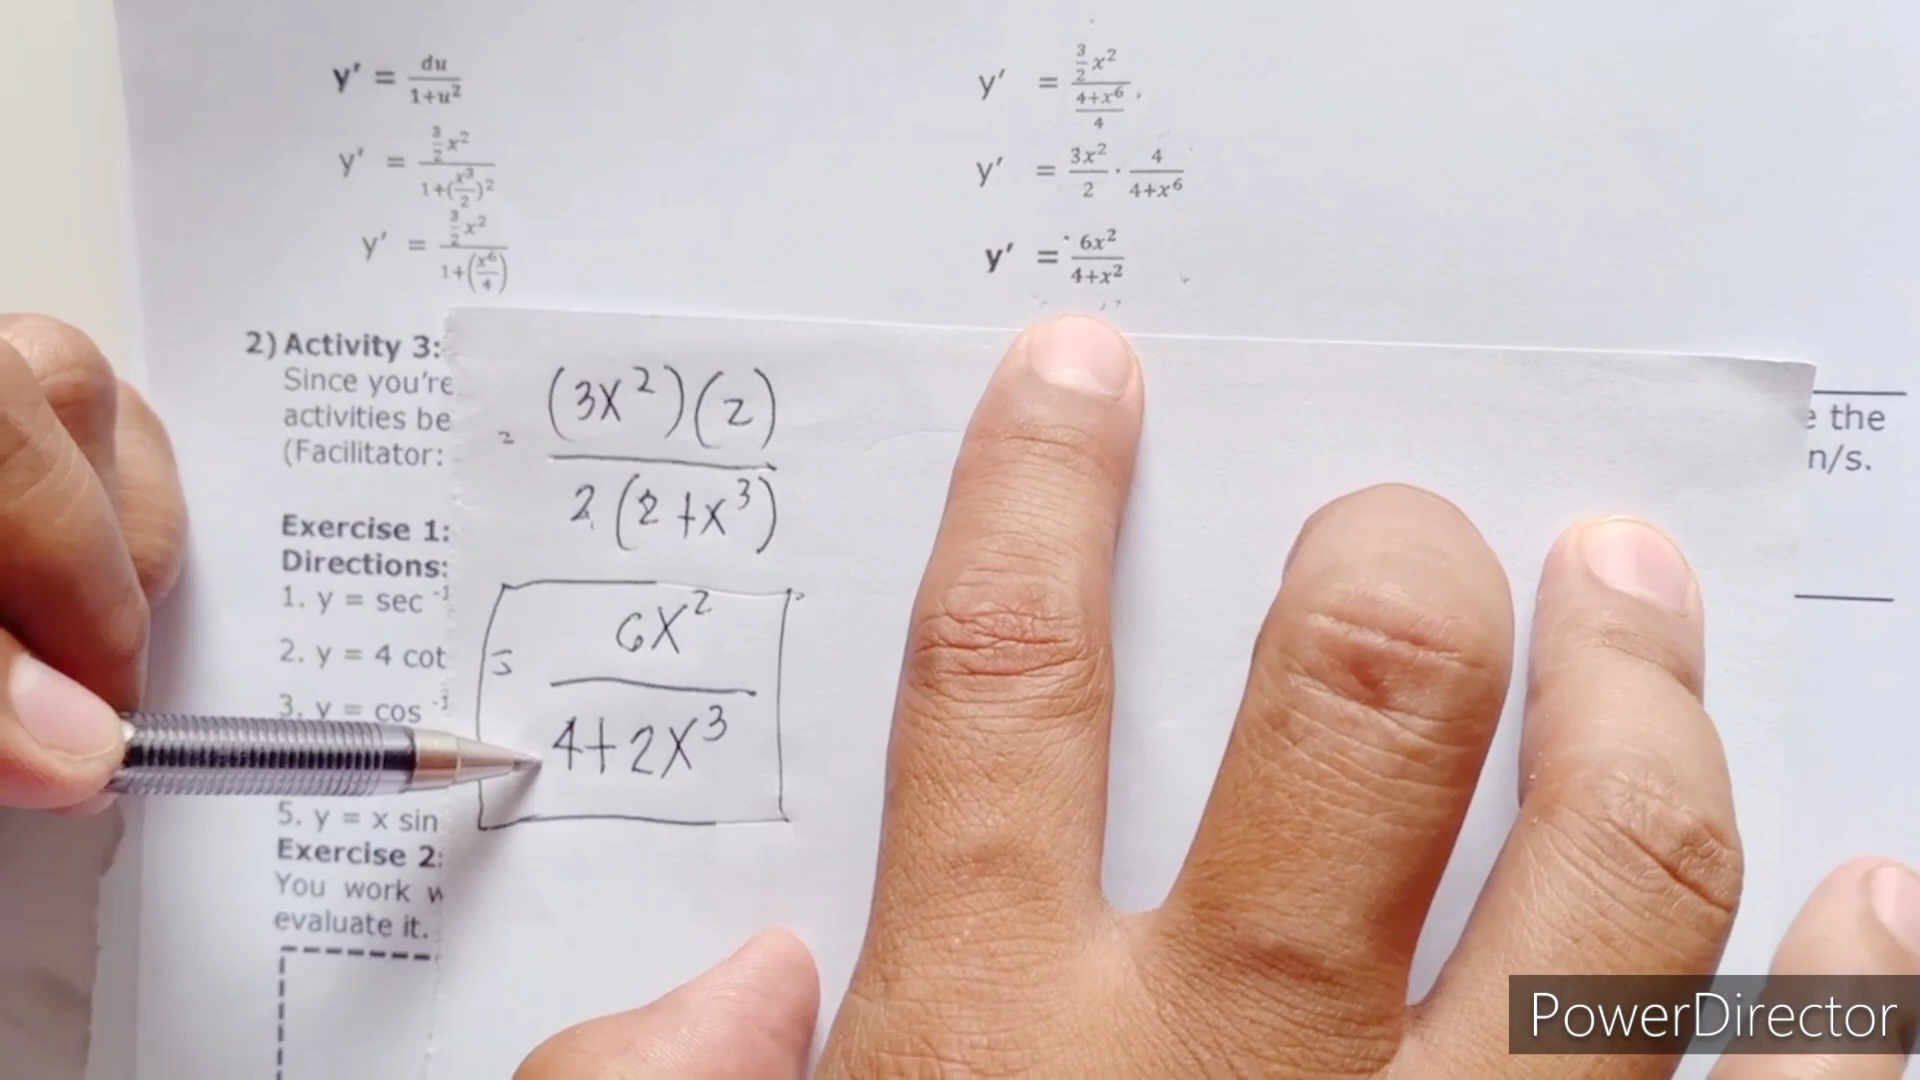 y' = du/(1+u²)
y' = (3/2 x²)/(1+(x³/2)²)
y' = (3/2 x²)/(1+(x⁶/4))
y' = (3/2 x²)/((4+x⁶)/4)
y' = 3x²/2 · 4/(4+x⁶)
y' = 6x²/(4+x²)
2) Activity 3:
Since you're
activities be
(Facilitator:
e the
n/s.
Exercise 1:
Directions:
1. y = sec ⁻¹
2. y = 4 cot
3. y = cos ⁻¹
5. y = x sin
Exercise 2:
You work w
evaluate it.
= (3x²)(2)/2(2+x³)
= 6x²/(4+2x³)
PowerDirector